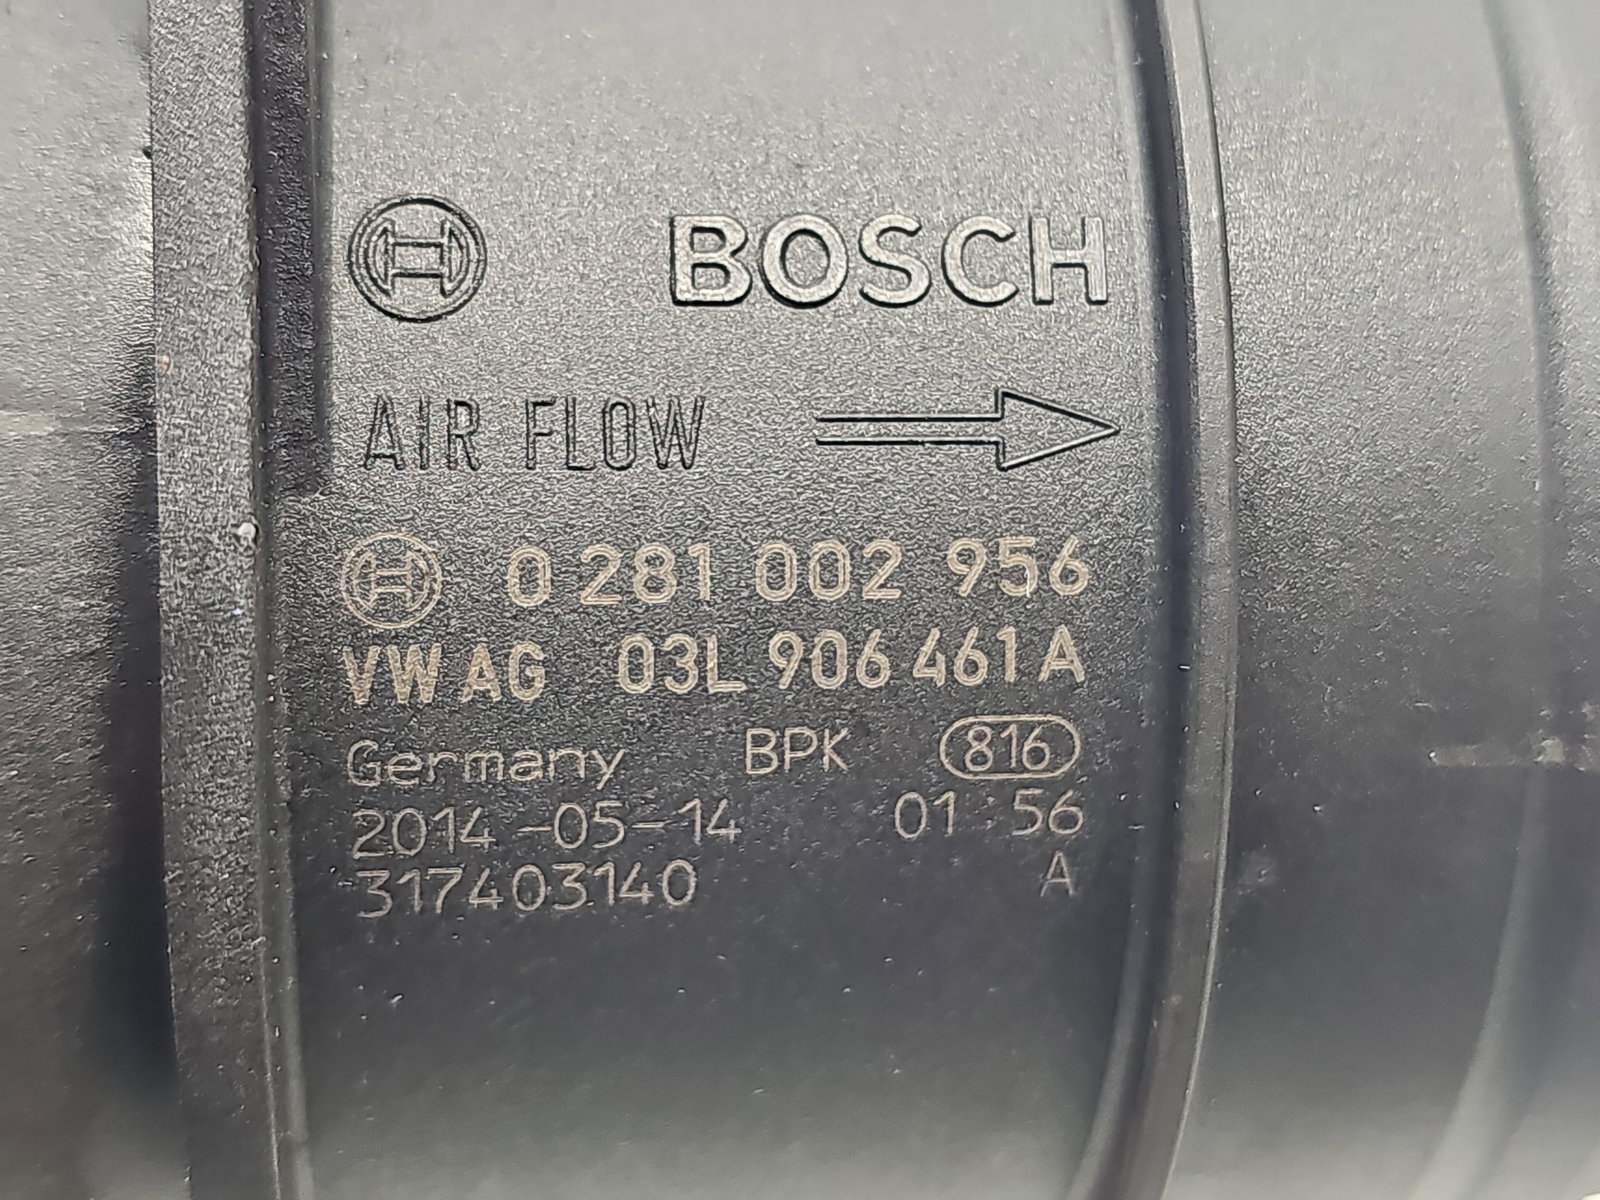 BOSCH
AIR FLOW
0 281 002 956
VW AG 03L 906 461 A
Germany BPK 816
2014-05-14 01 56
317403140 A